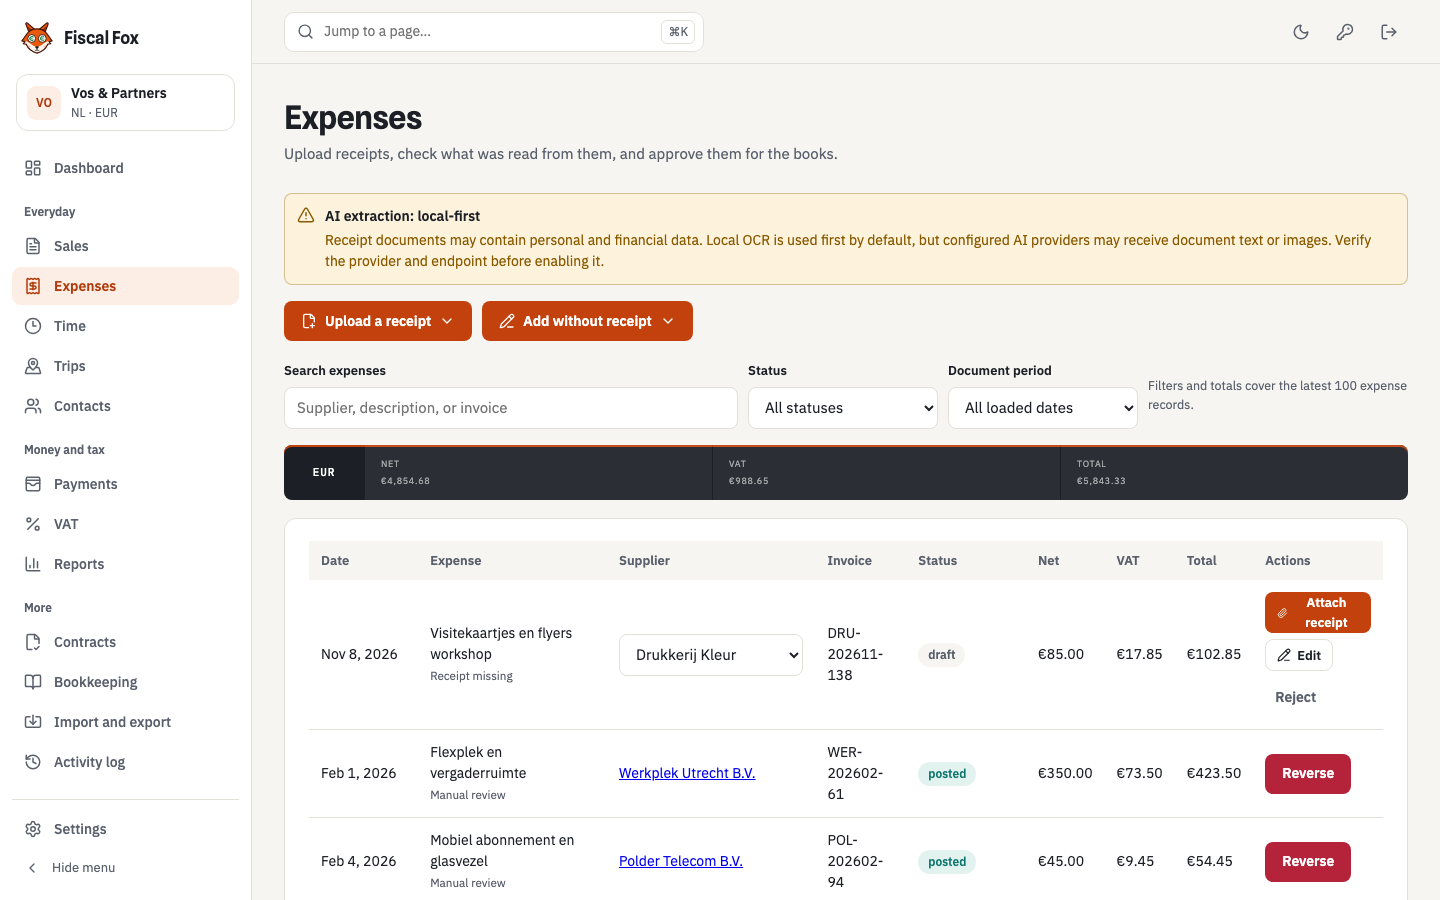 Fiscal Fox
Jump to a page...
⌘K
VO
Vos & Partners
NL · EUR
Dashboard
Everyday
Sales
Expenses
Time
Trips
Contacts
Money and tax
Payments
VAT
Reports
More
Contracts
Bookkeeping
Import and export
Activity log
Settings
Hide menu
Expenses
Upload receipts, check what was read from them, and approve them for the books.
AI extraction: local-first
Receipt documents may contain personal and financial data. Local OCR is used first by default, but configured AI providers may receive document text or images. Verify
the provider and endpoint before enabling it.
Upload a receipt
Add without receipt
Search expenses
Status
Document period
Supplier, description, or invoice
All statuses
All loaded dates
Filters and totals cover the latest 100 expense
records.
EUR
NET
€4,854.68
VAT
€988.65
TOTAL
€5,843.33
Date Expense Supplier Invoice Status Net VAT Total Actions
Nov 8, 2026
Visitekaartjes en flyers
workshop
Receipt missing
Drukkerij Kleur
DRU-
202611-
138
draft
€85.00
€17.85
€102.85
Attach
receipt
Edit
Reject
Feb 1, 2026
Flexplek en
vergaderruimte
Manual review
Werkplek Utrecht B.V.
WER-
202602-
61
posted
€350.00
€73.50
€423.50
Reverse
Feb 4, 2026
Mobiel abonnement en
glasvezel
Manual review
Polder Telecom B.V.
POL-
202602-
94
posted
€45.00
€9.45
€54.45
Reverse